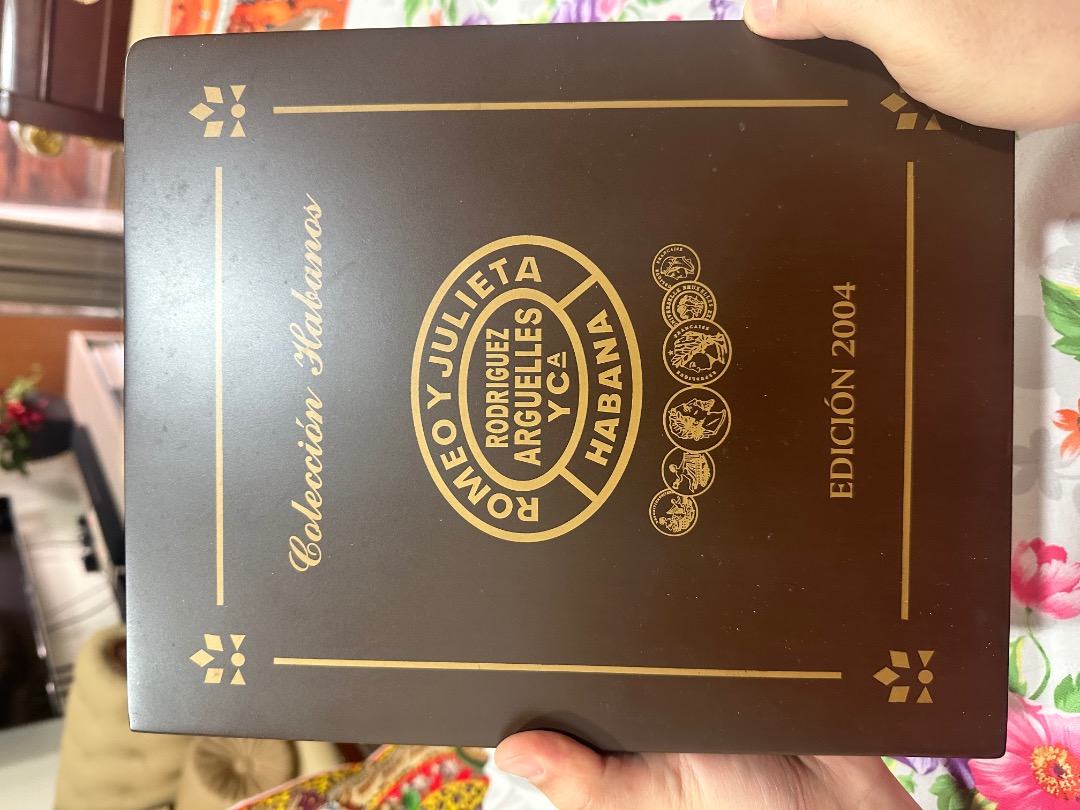 Colección Habanos
ROMEO Y JULIETA
RODRIGUEZ
ARGUELLES
Y Cª
HABANA
EDICIÓN 2004